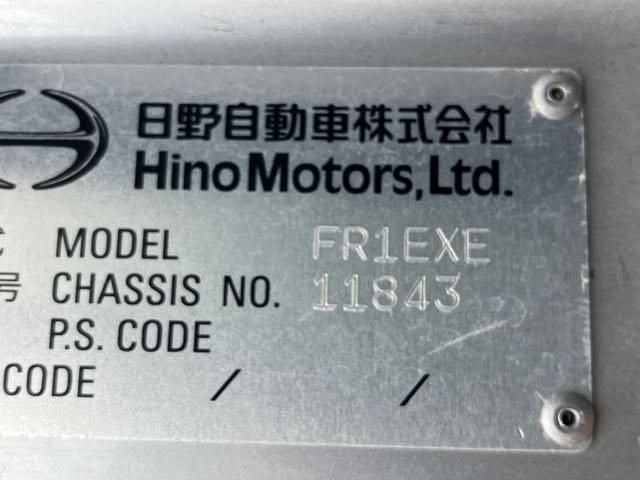 日野自動車株式会社
Hino Motors, Ltd.
MODEL FR1EXE
号 CHASSIS NO. 11843
P.S. CODE
CODE / /